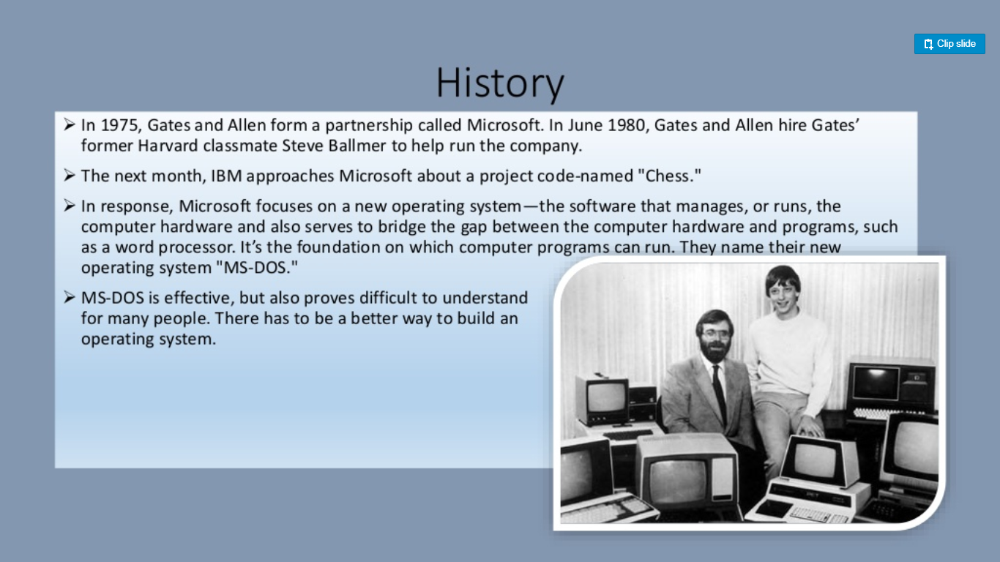 Clip slide
History
➢ In 1975, Gates and Allen form a partnership called Microsoft. In June 1980, Gates and Allen hire Gates’
former Harvard classmate Steve Ballmer to help run the company.
➢ The next month, IBM approaches Microsoft about a project code-named "Chess."
➢ In response, Microsoft focuses on a new operating system—the software that manages, or runs, the
computer hardware and also serves to bridge the gap between the computer hardware and programs, such
as a word processor. It’s the foundation on which computer programs can run. They name their new
operating system "MS-DOS."
➢ MS-DOS is effective, but also proves difficult to understand
for many people. There has to be a better way to build an
operating system.
PET